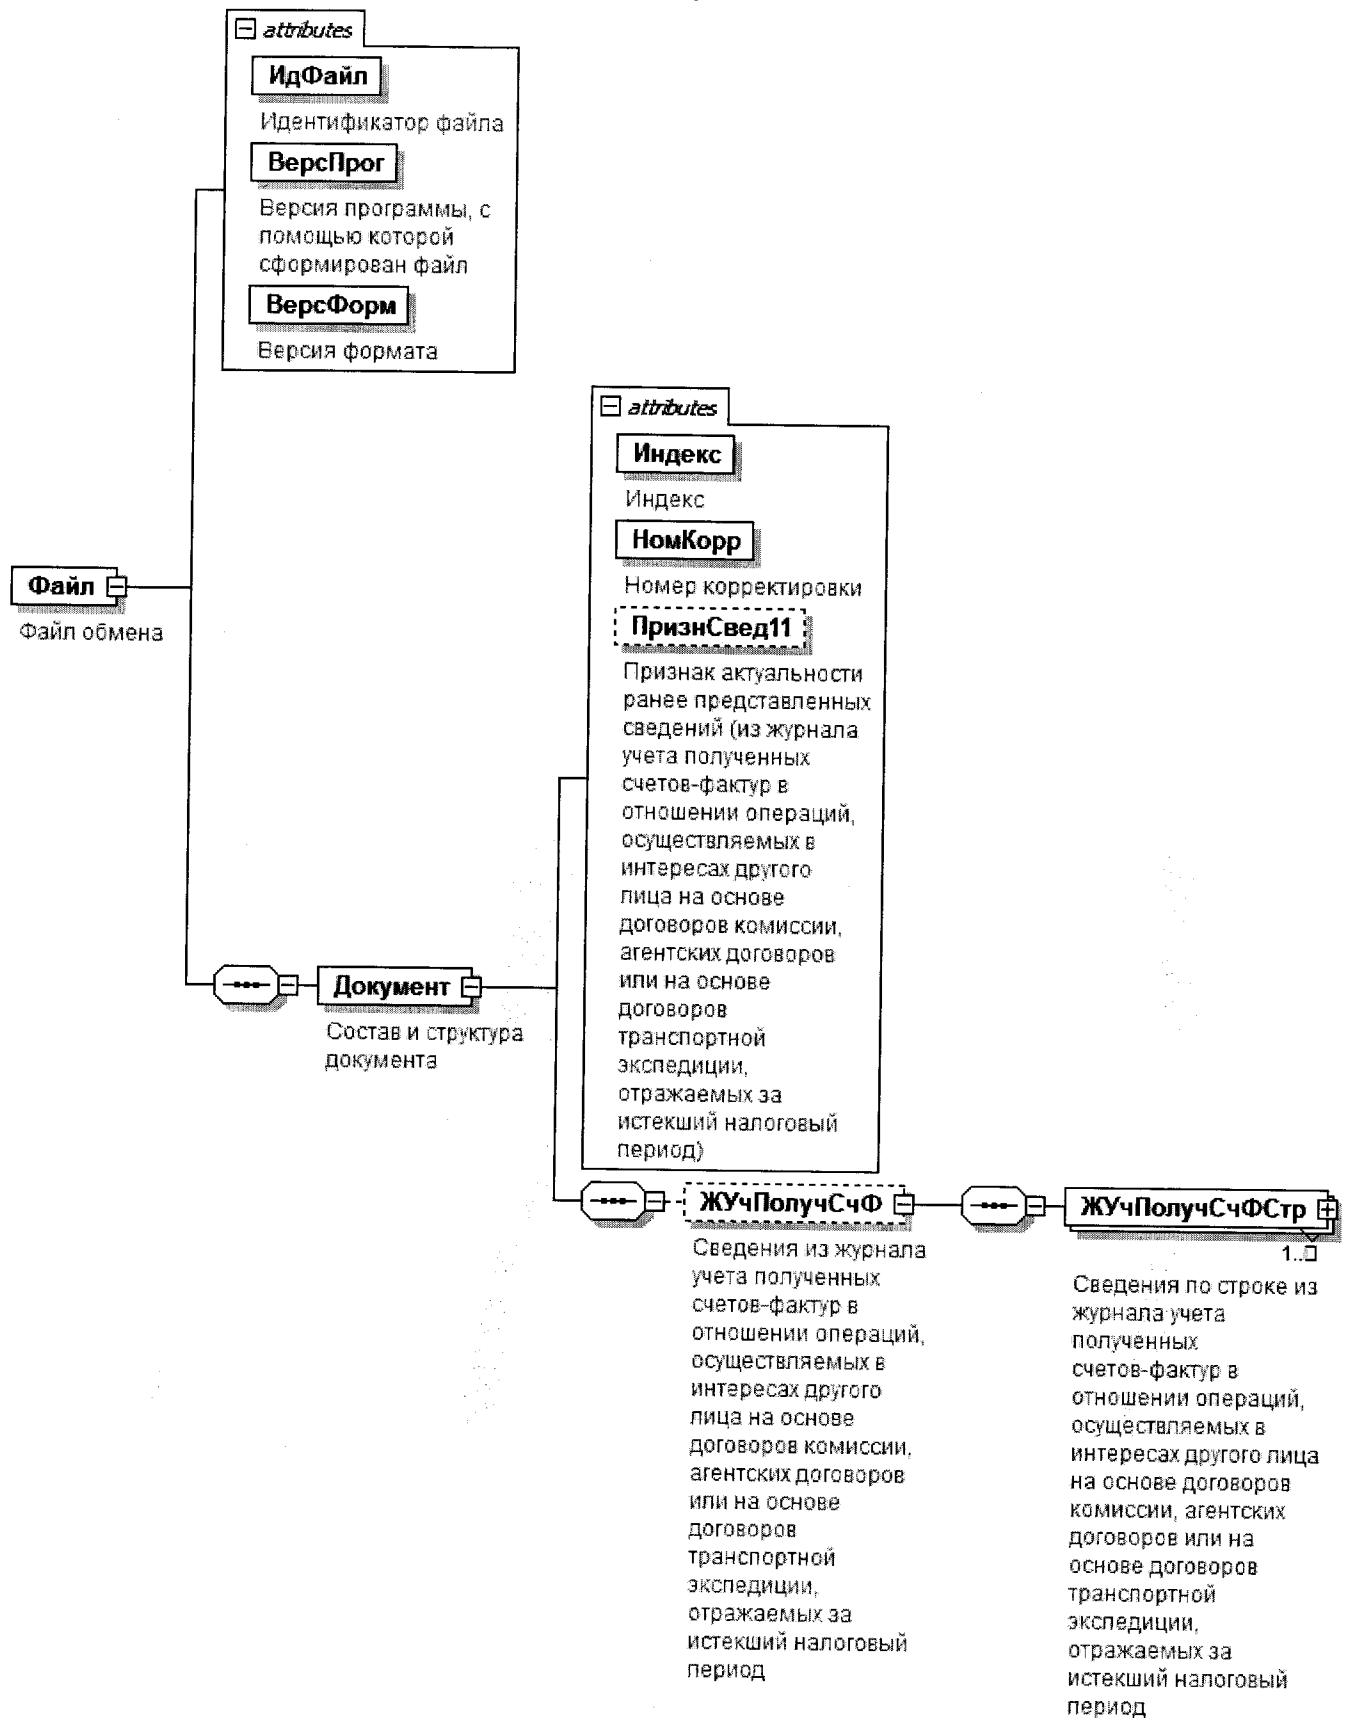 attributes
ИдФайл
Идентификатор файла
ВерсПрог
Версия программы, с
помощью которой
сформирован файл
ВерсФорм
Версия формата
attributes
Индекс
Индекс
НомКорр
Номер корректировки
ПризнСвед11
Признак актуальности
ранее представленных
сведений (из журнала
учета полученных
счетов-фактур в
отношении операций,
осуществляемых в
интересах другого
лица на основе
договоров комиссии,
агентских договоров
или на основе
договоров
транспортной
экспедиции,
отражаемых за
истекший налоговый
период)
Файл
Файл обмена
Документ
Состав и структура
документа
ЖУчПолучСчФ
Сведения из журнала
учета полученных
счетов-фактур в
отношении операций,
осуществляемых в
интересах другого
лица на основе
договоров комиссии,
агентских договоров
или на основе
договоров
транспортной
экспедиции,
отражаемых за
истекший налоговый
период
ЖУчПолучСчФСтр
1..
Сведения по строке из
журнала учета
полученных
счетов-фактур в
отношении операций,
осуществляемых в
интересах другого лица
на основе договоров
комиссии, агентских
договоров или на
основе договоров
транспортной
экспедиции,
отражаемых за
истекший налоговый
период